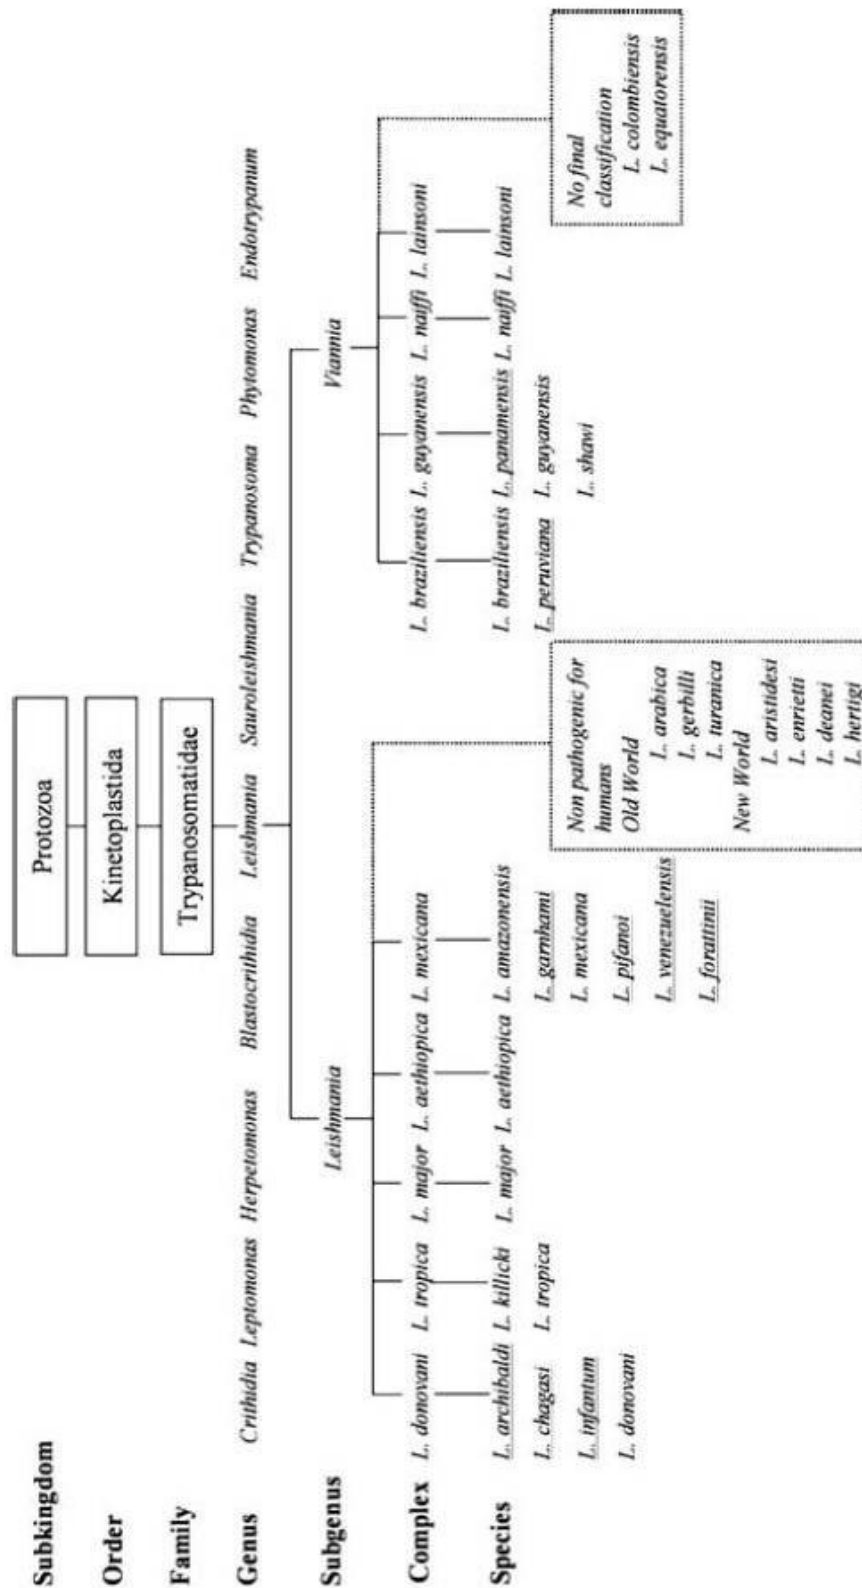 Subkingdom
Protozoa
Order
Kinetoplastida
Family
Trypanosomatidae
Genus
Crithidia Leptomonas Herpetomonas Blastocrithidia Leishmania Sauroleishmania Trypanosoma Phytomonas Endotrypanum
Subgenus
Leishmania
Viannia
Complex
L. donovani L. tropica L. major L. aethiopica L. mexicana
L. braziliensis L. guyanensis L. naiffi L. lainsoni
Species
L. archibaldi L. killicki L. major L. aethiopica L. amazonensis
L. chagasi L. tropica L. garnhami
L. infantum L. mexicana
L. donovani L. pifanoi
L. venezuelensis
L. forattinii
Non pathogenic for
humans
Old World
L. arabica
L. gerbilli
L. turanica
New World
L. aristidesi
L. enrietti
L. deanei
L. hertigi
L. braziliensis L. panamensis L. naiffi L. lainsoni
L. peruviana L. guyanensis
L. shawi
No final
classification
L. colombiensis
L. equatorensis